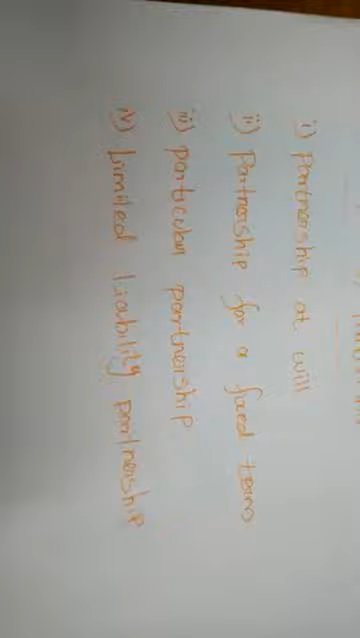 i) Partnership at will
ii) Partnership for a fixed term
iii) particular partnership
iv) Limited Liability partnership